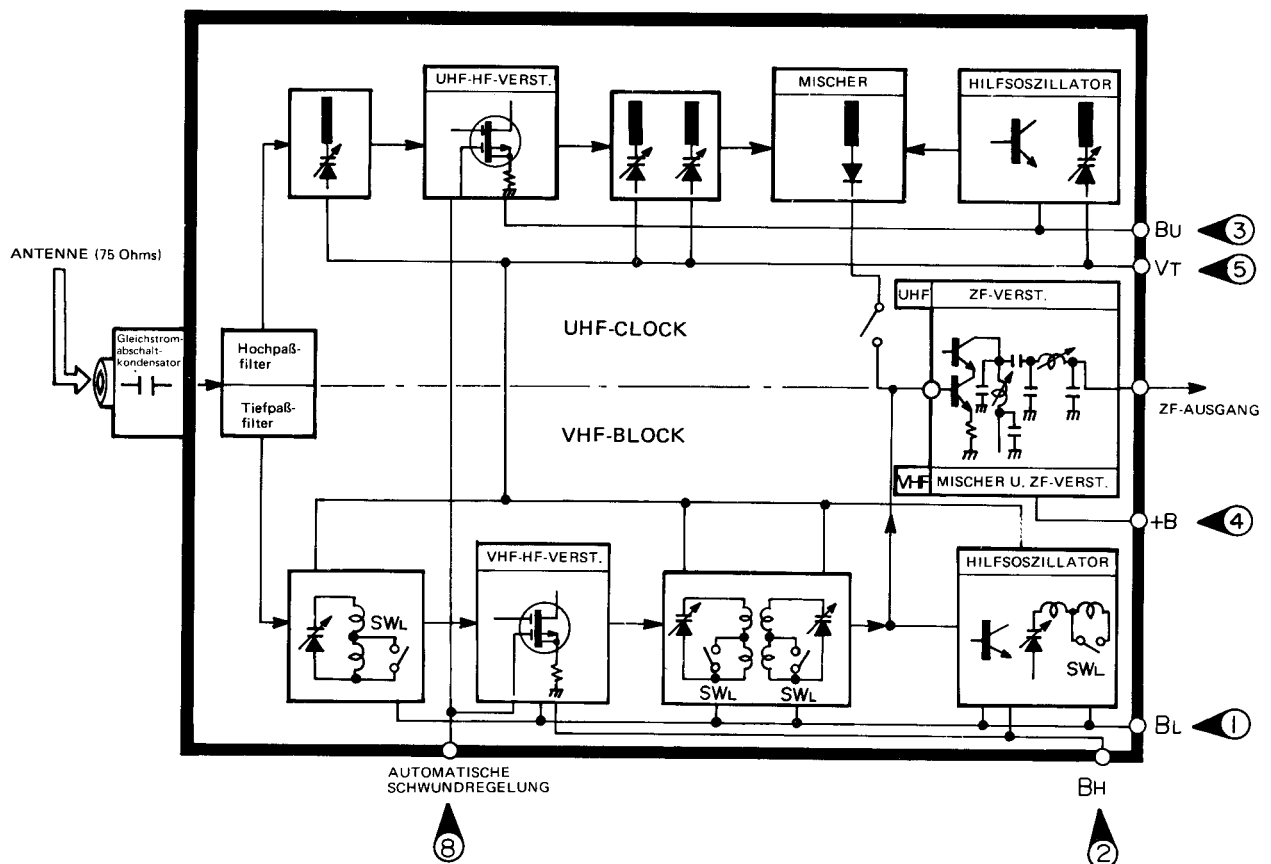 UHF-HF-VERST.
MISCHER
HILFSOSZILLATOR
BU
3
ANTENNE (75 Ohms)
VT
5
UHF
ZF-VERST.
UHF-CLOCK
Gleichstrom-
abschalt-
kondensator
Hochpaß-
filter
Tiefpaß-
filter
ZF-AUSGANG
VHF-BLOCK
VHF
MISCHER U. ZF-VERST.
+B
4
VHF-HF-VERST.
HILFSOSZILLATOR
SWL
SWL
SWL
SWL
BL
1
AUTOMATISCHE
SCHWUNDREGELUNG
BH
8
2